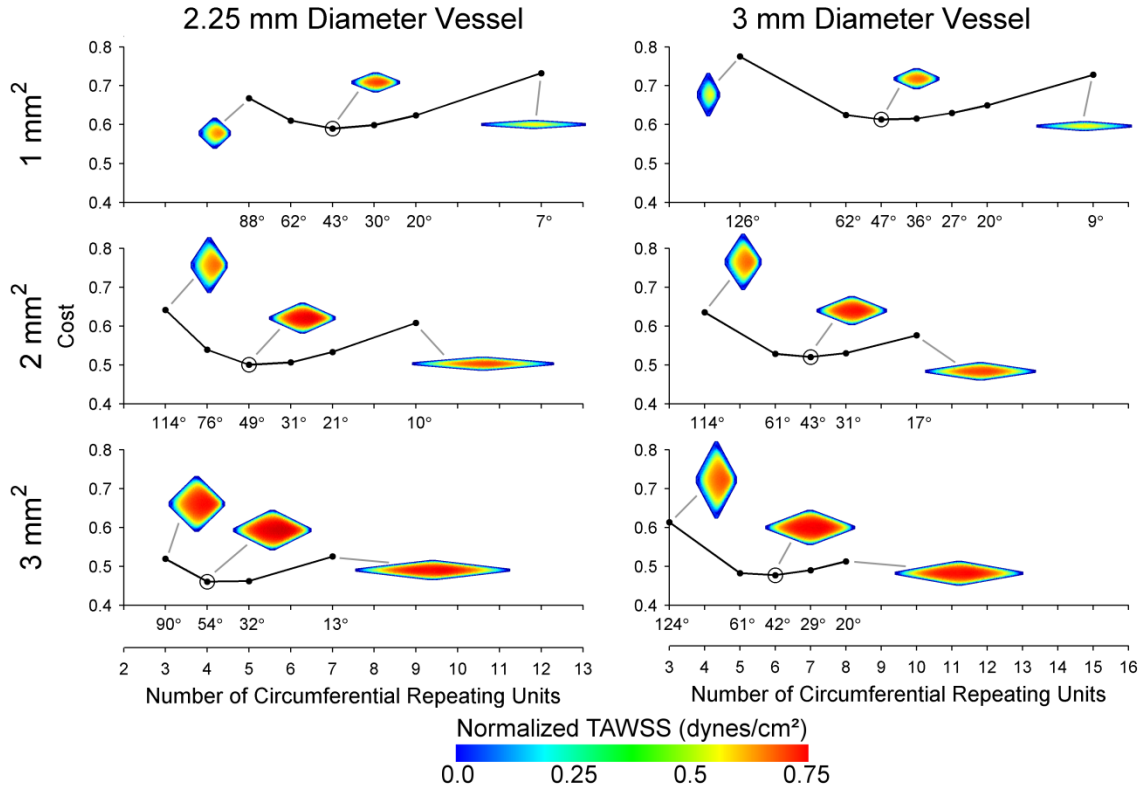 2.25 mm Diameter Vessel
3 mm Diameter Vessel
1 mm²
0.8
0.7
0.6
0.5
0.4
88° 62° 43° 30° 20° 7°
0.8
0.7
0.6
0.5
0.4
126° 62° 47° 36° 27° 20° 9°
2 mm²
Cost
0.8
0.7
0.6
0.5
0.4
114° 76° 49° 31° 21° 10°
0.8
0.7
0.6
0.5
0.4
114° 61° 43° 31° 17°
3 mm²
0.8
0.7
0.6
0.5
0.4
90° 54° 32° 13°
0.8
0.7
0.6
0.5
0.4
124° 61° 42° 29° 20°
2 3 4 5 6 7 8 9 10 11 12 13
3 4 5 6 7 8 9 10 11 12 13 14 15 16
Number of Circumferential Repeating Units
Number of Circumferential Repeating Units
Normalized TAWSS (dynes/cm²)
0.0 0.25 0.5 0.75